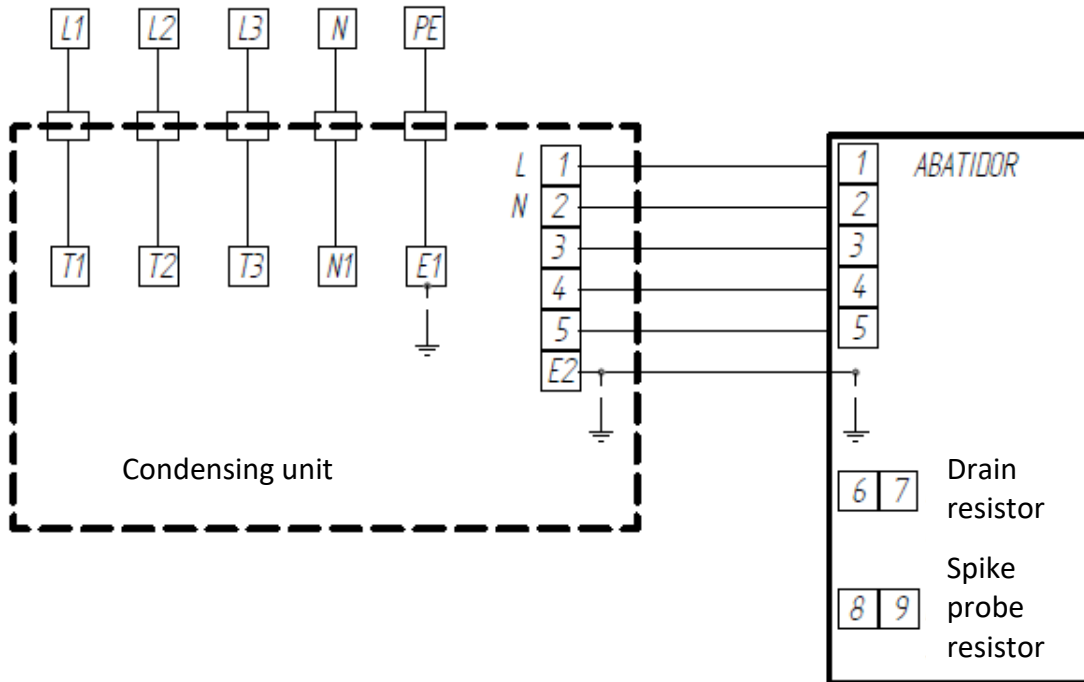 L1 L2 L3 N PE
L 1 1 ABATIDOR
N 2 2
3 3
T1 T2 T3 N1 E1
4 4
5 5
E2
Condensing unit
6 7
Drain
resistor
8 9
Spike
probe
resistor